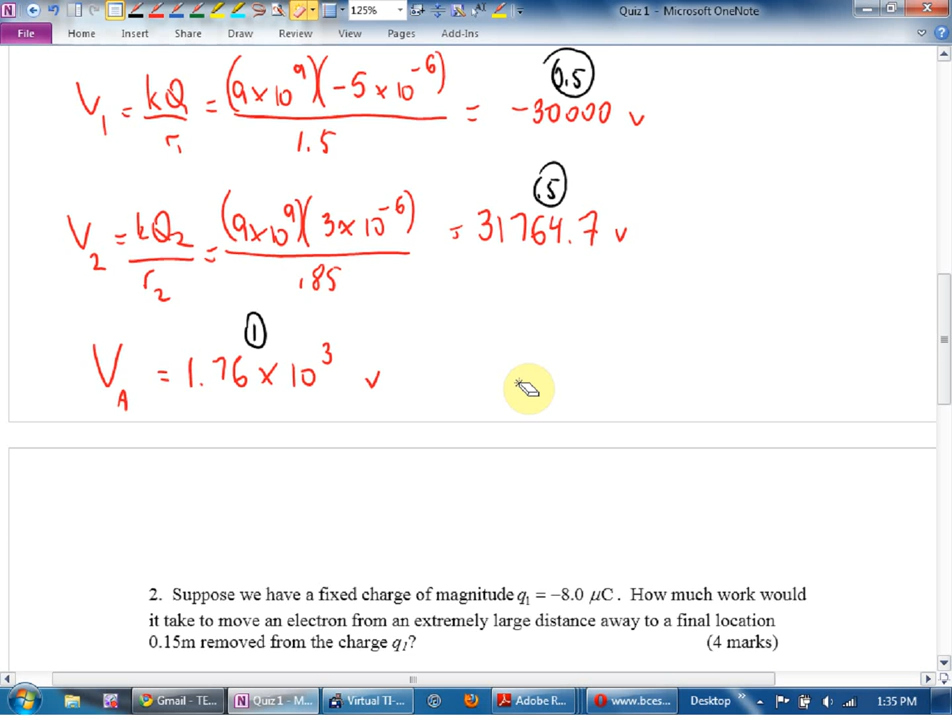 125%
Quiz 1 - Microsoft OneNote
File Home Insert Share Draw Review View Pages Add-Ins
0.5
V1 = kQ/r1 = (9 x 10^9)(-5 x 10^-6)/1.5 = -30000 v
.5
V2 = kQ2/r2 = (9x10^9)(3x10^-6)/.85 = 31764.7 v
1
VA = 1.76 x 10^3 v
2. Suppose we have a fixed charge of magnitude q1 = −8.0 μC. How much work would
it take to move an electron from an extremely large distance away to a final location
0.15m removed from the charge q1? (4 marks)
Gmail - TE... Quiz 1 - M... Virtual TI-... Adobe R... www.bces... Desktop » 1:35 PM